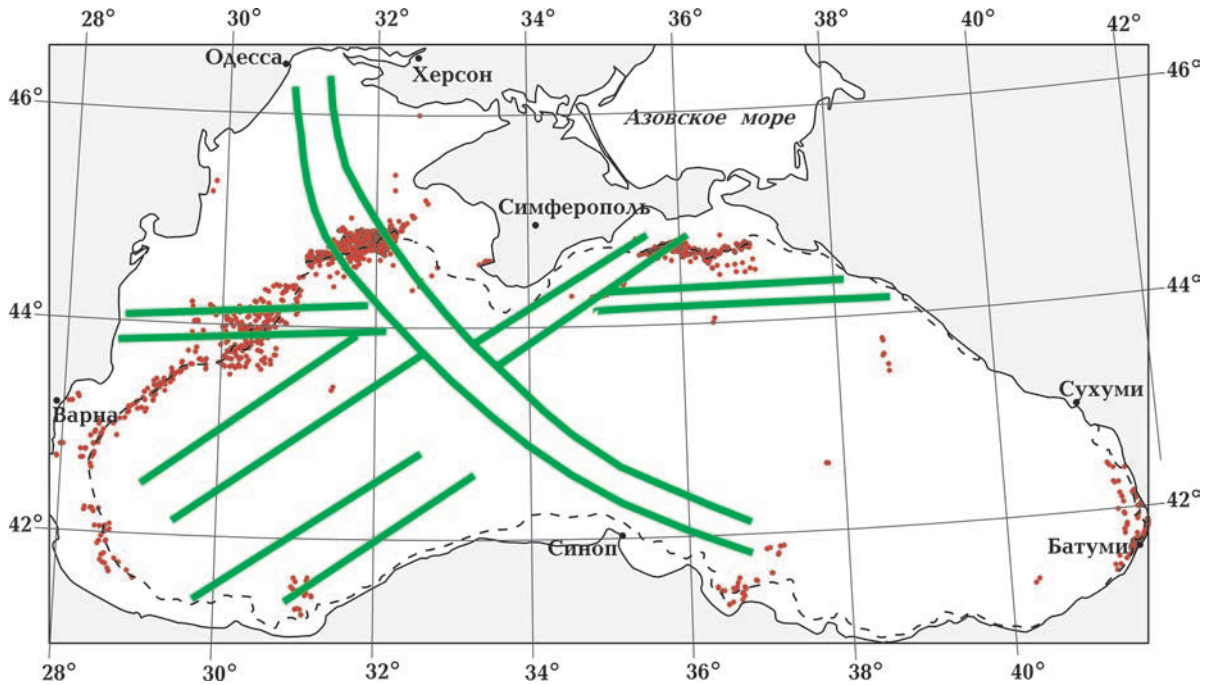 28° 30° 32° 34° 36° 38° 40° 42°
Одесса
Херсон
46° 46°
Азовское море
Симферополь
44° 44°
Варна
Сухуми
42° 42°
Синоп
Батуми
28° 30° 32° 34° 36° 38° 40°